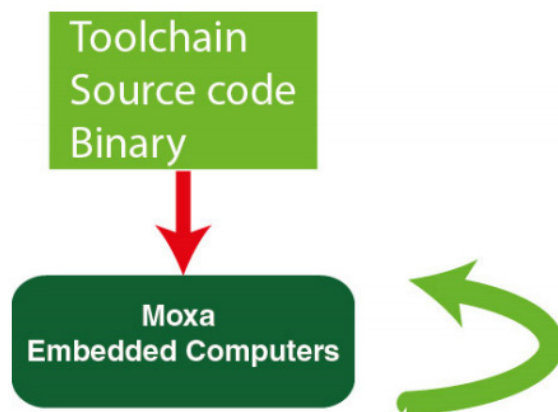 Toolchain
Source code
Binary
Moxa
Embedded Computers